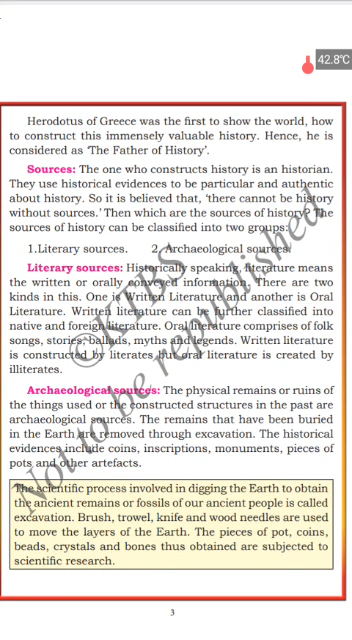 42.8°C
Herodotus of Greece was the first to show the world, how
to construct this immensely valuable history. Hence, he is
considered as 'The Father of History'.
Sources: The one who constructs history is an historian.
They use historical evidences to be particular and authentic
about history. So it is believed that, 'there cannot be history
without sources.' Then which are the sources of history? The
sources of history can be classified into two groups:
1.Literary sources. 2. Archaeological sources.
Literary sources: Historically speaking, literature means
the written or orally conveyed information. There are two
kinds in this. One is Written Literature and another is Oral
Literature. Written literature can be further classified into
native and foreign literature. Oral literature comprises of folk
songs, stories, ballads, myths and legends. Written literature
is constructed by literates but oral literature is created by
illiterates.
Archaeological sources: The physical remains or ruins of
the things used or the constructed structures in the past are
archaeological sources. The remains that have been buried
in the Earth are removed through excavation. The historical
evidences include coins, inscriptions, monuments, pieces of
pots and other artefacts.
The scientific process involved in digging the Earth to obtain
the ancient remains or fossils of our ancient people is called
excavation. Brush, trowel, knife and wood needles are used
to move the layers of the Earth. The pieces of pot, coins,
beads, crystals and bones thus obtained are subjected to
scientific research.
©KTBS
Not to be republished
3